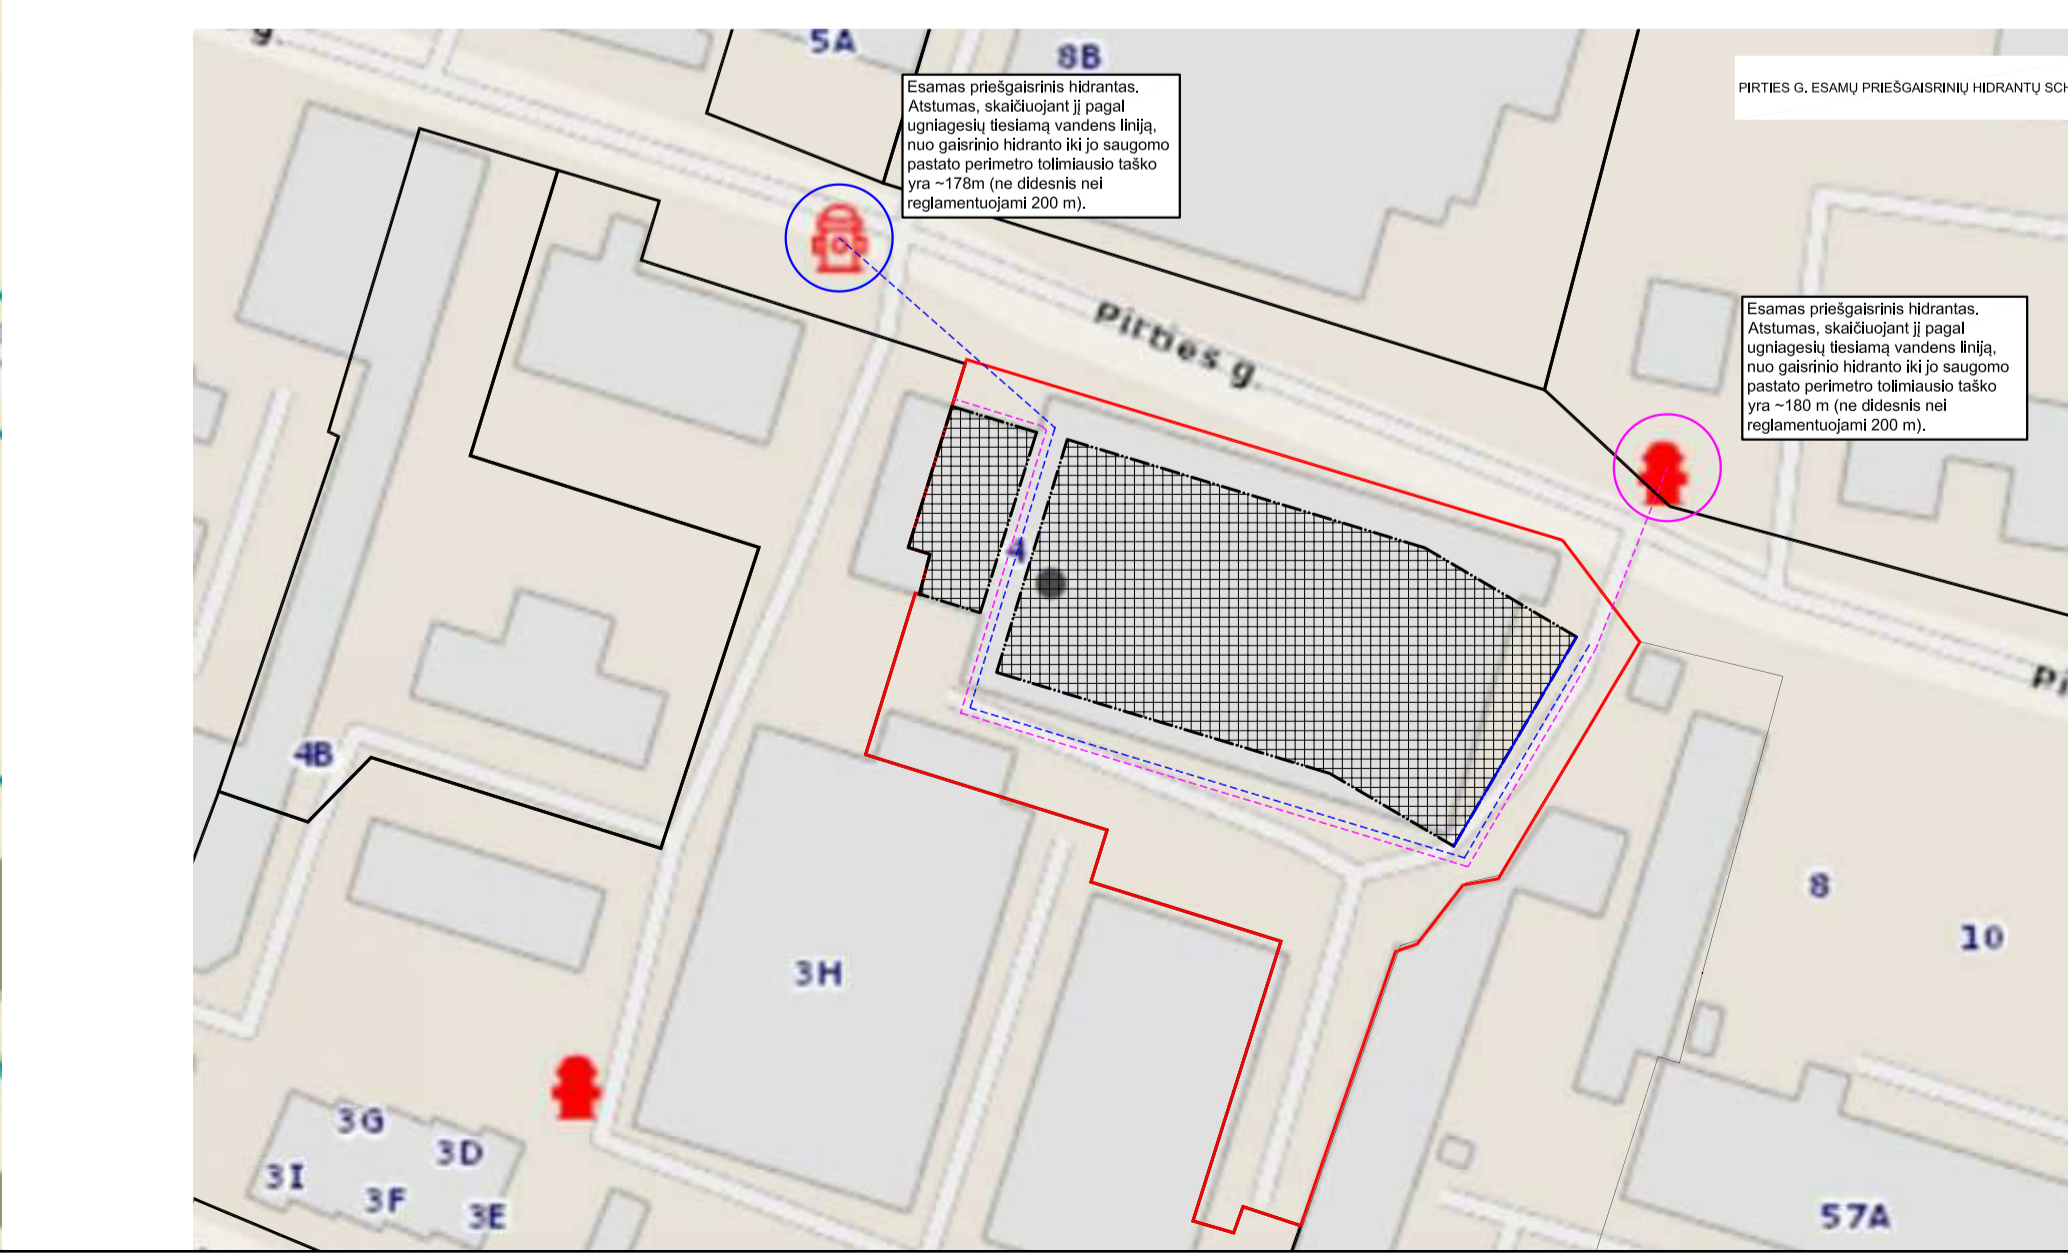 g.
5A
8B
PIRTIES G. ESAMŲ PRIEŠGAISRINIŲ HIDRANTŲ SCH
Esamas priešgaisrinis hidrantas.
Atstumas, skaičiuojant jį pagal
ugniagesių tiesiamą vandens liniją,
nuo gaisrinio hidranto iki jo saugomo
pastato perimetro tolimiausio taško
yra ~178m (ne didesnis nei
reglamentuojami 200 m).
Pirties g.
Esamas priešgaisrinis hidrantas.
Atstumas, skaičiuojant jį pagal
ugniagesių tiesiamą vandens liniją,
nuo gaisrinio hidranto iki jo saugomo
pastato perimetro tolimiausio taško
yra ~180 m (ne didesnis nei
reglamentuojami 200 m).
4
Pi
4B
8
10
3H
3G
3D
3I
3F
3E
57A